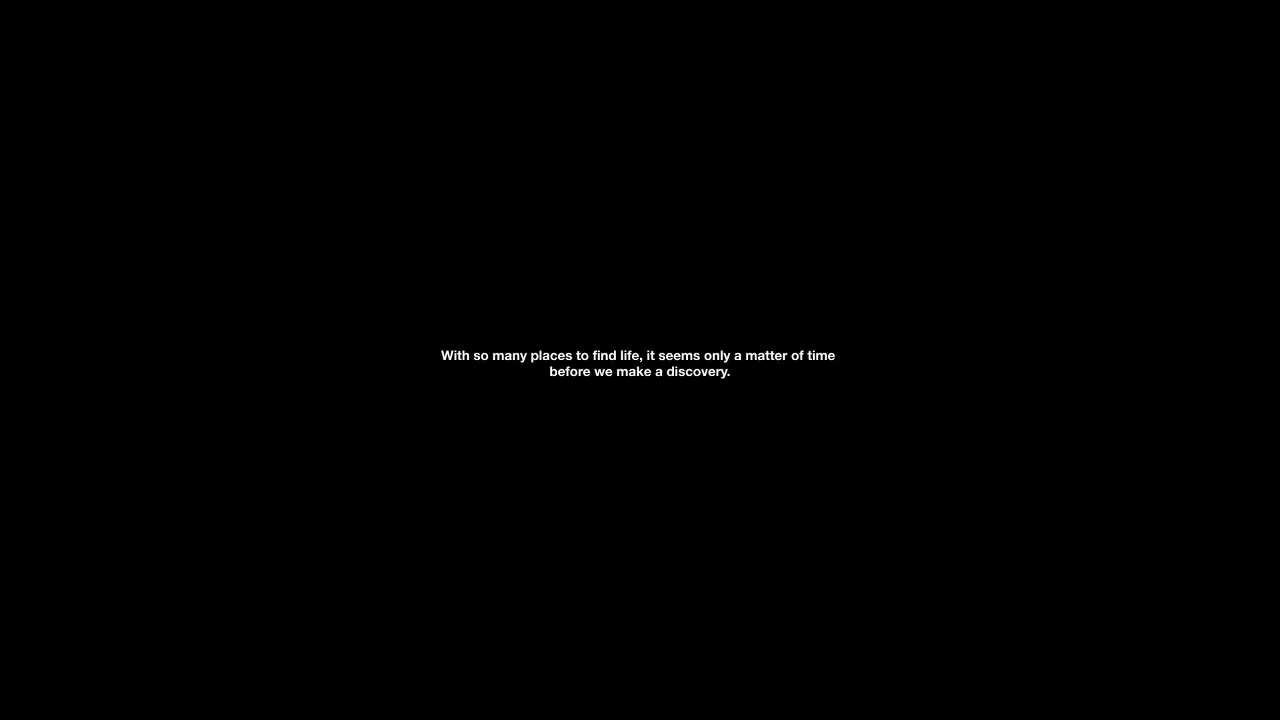 With so many places to find life, it seems only a matter of time
before we make a discovery.